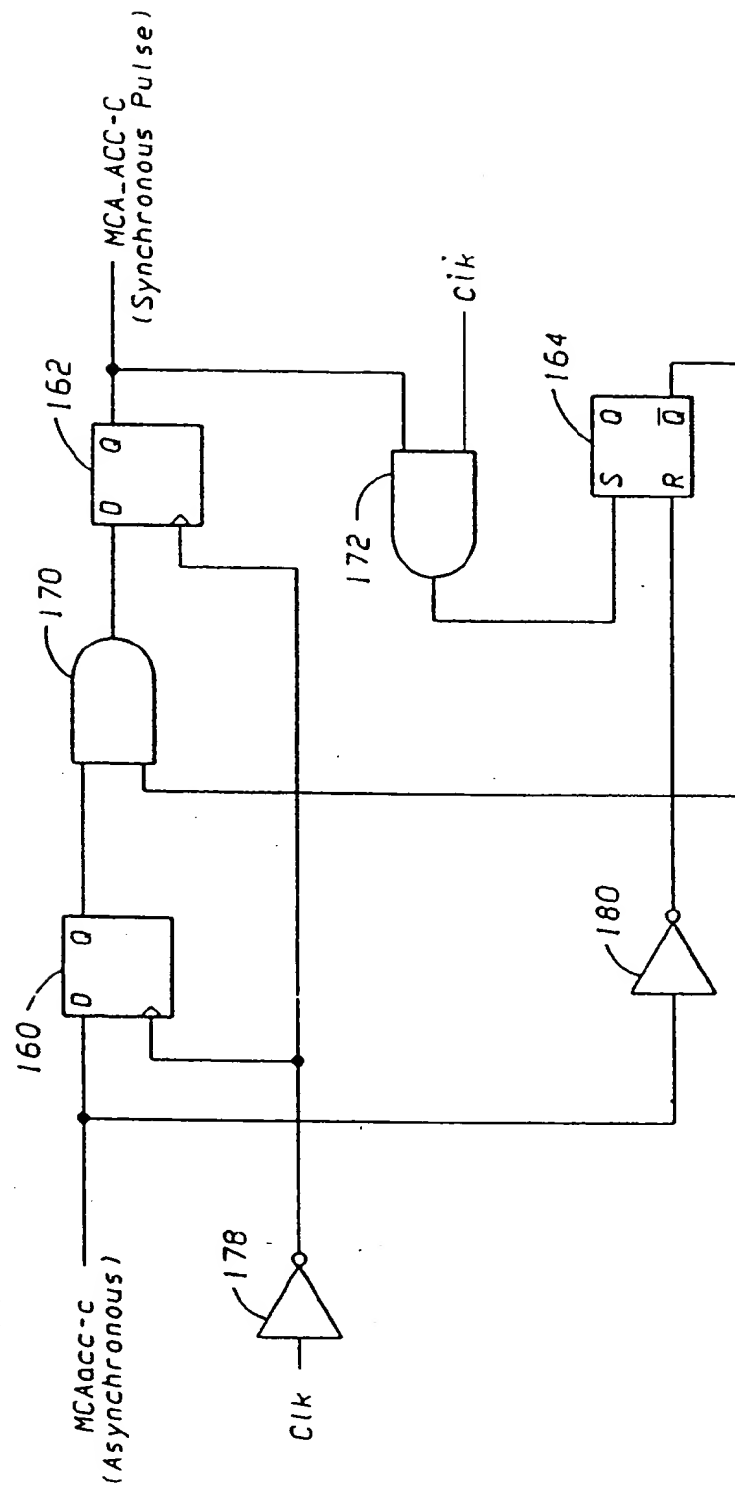 MCAacc-c
(Asynchronous)
160
D Q
170
D Q
162
MCA_ACC-C
(Synchronous Pulse)
Clk
178
172
clk
180
S Q
R Q̅
164